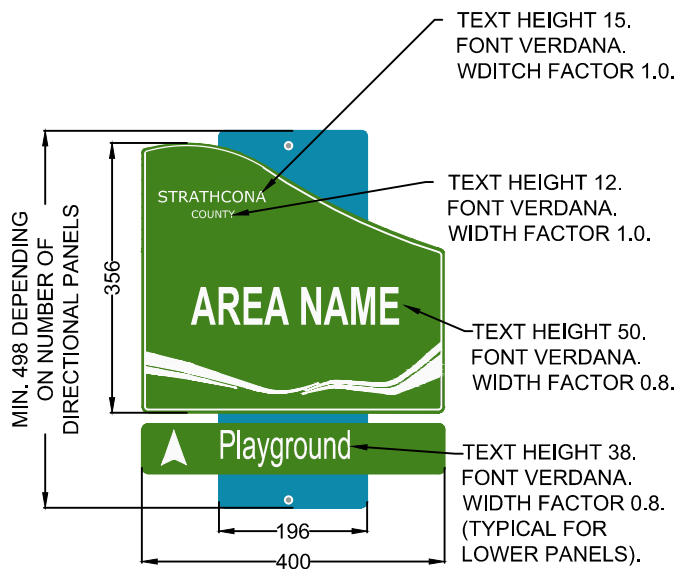 TEXT HEIGHT 15.
FONT VERDANA.
WDITCH FACTOR 1.0.
TEXT HEIGHT 12.
FONT VERDANA.
WIDTH FACTOR 1.0.
STRATHCONA
COUNTY
MIN. 498 DEPENDING
ON NUMBER OF
DIRECTIONAL PANELS
356
AREA NAME
TEXT HEIGHT 50.
FONT VERDANA.
WIDTH FACTOR 0.8.
Playground
TEXT HEIGHT 38.
FONT VERDANA.
WIDTH FACTOR 0.8.
(TYPICAL FOR
LOWER PANELS).
196
400